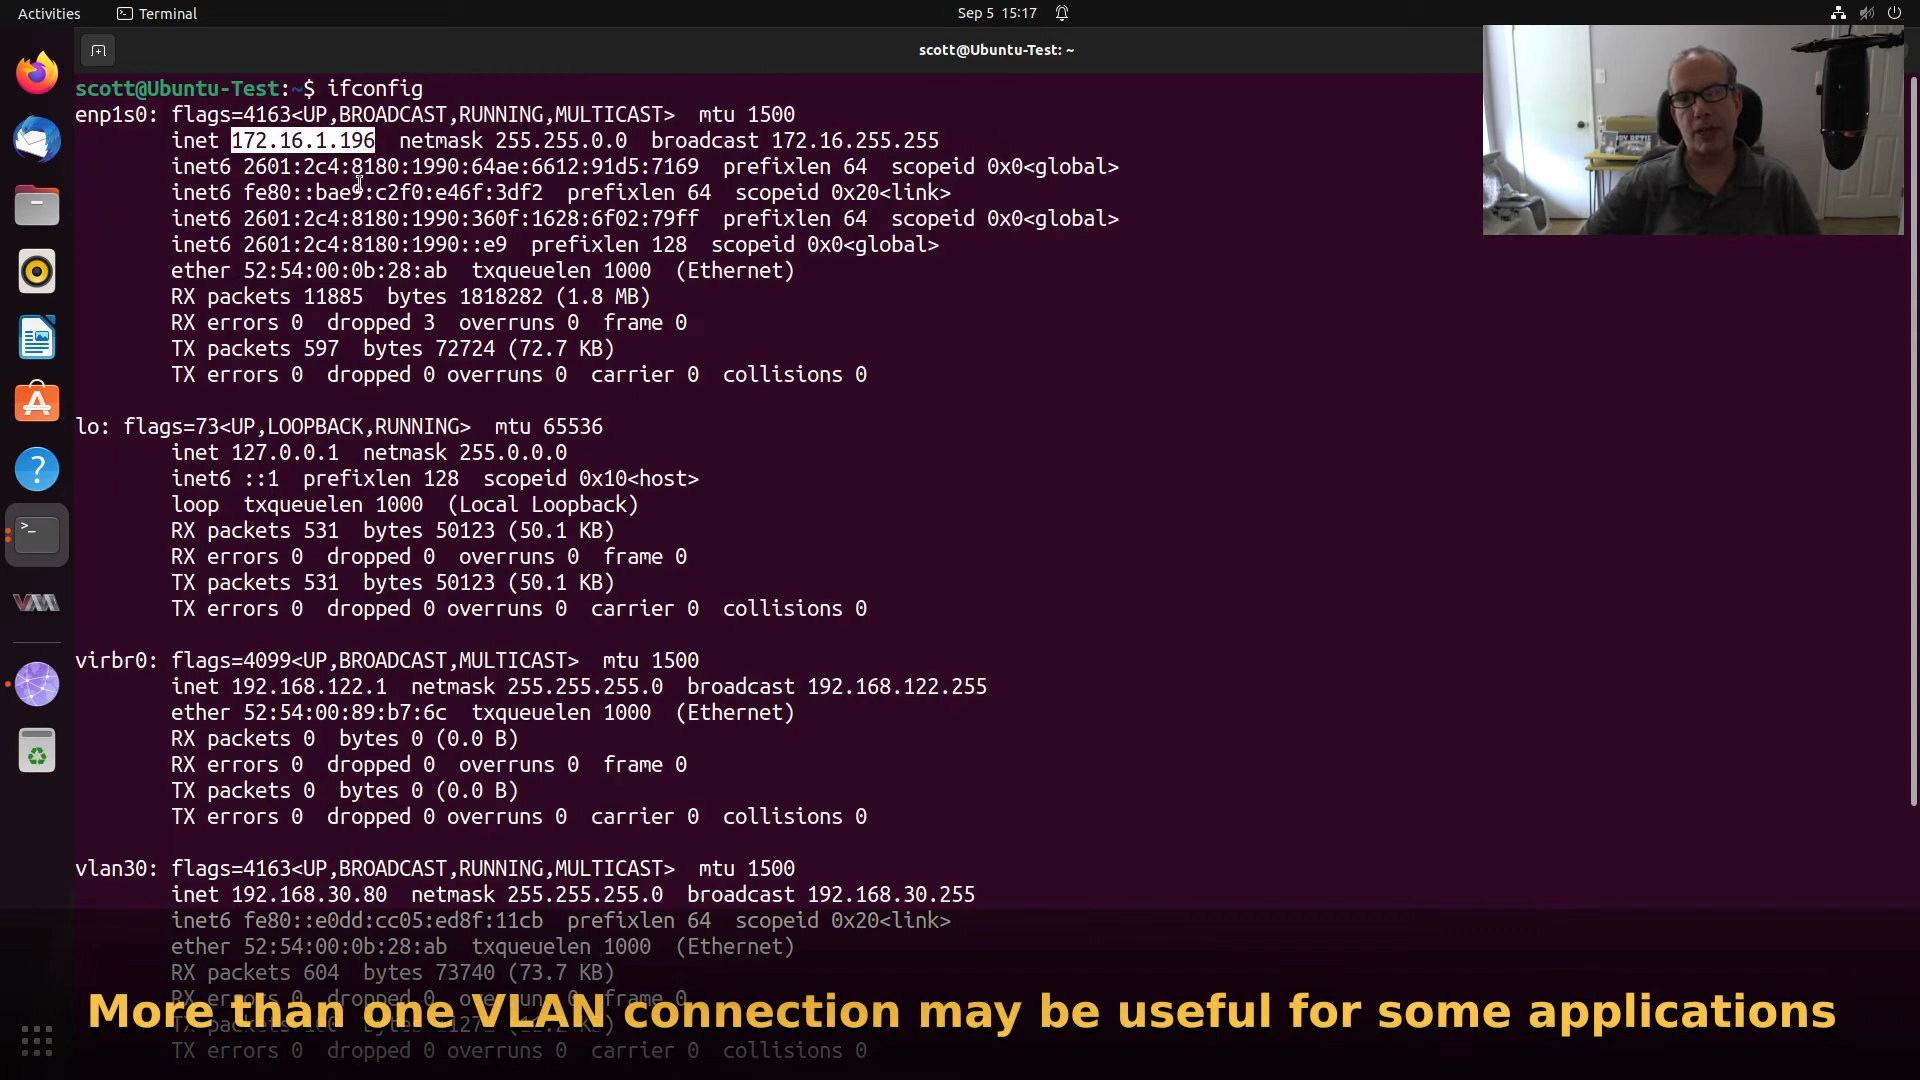 Activities
Terminal
Sep 5 15:17
scott@Ubuntu-Test: ~
scott@Ubuntu-Test:~$ ifconfig
enp1s0: flags=4163<UP,BROADCAST,RUNNING,MULTICAST> mtu 1500
inet 172.16.1.196 netmask 255.255.0.0 broadcast 172.16.255.255
inet6 2601:2c4:8180:1990:64ae:6612:91d5:7169 prefixlen 64 scopeid 0x0<global>
inet6 fe80::bae9:c2f0:e46f:3df2 prefixlen 64 scopeid 0x20<link>
inet6 2601:2c4:8180:1990:360f:1628:6f02:79ff prefixlen 64 scopeid 0x0<global>
inet6 2601:2c4:8180:1990::e9 prefixlen 128 scopeid 0x0<global>
ether 52:54:00:0b:28:ab txqueuelen 1000 (Ethernet)
RX packets 11885 bytes 1818282 (1.8 MB)
RX errors 0 dropped 3 overruns 0 frame 0
TX packets 597 bytes 72724 (72.7 KB)
TX errors 0 dropped 0 overruns 0 carrier 0 collisions 0
lo: flags=73<UP,LOOPBACK,RUNNING> mtu 65536
inet 127.0.0.1 netmask 255.0.0.0
inet6 ::1 prefixlen 128 scopeid 0x10<host>
loop txqueuelen 1000 (Local Loopback)
RX packets 531 bytes 50123 (50.1 KB)
RX errors 0 dropped 0 overruns 0 frame 0
TX packets 531 bytes 50123 (50.1 KB)
TX errors 0 dropped 0 overruns 0 carrier 0 collisions 0
virbr0: flags=4099<UP,BROADCAST,MULTICAST> mtu 1500
inet 192.168.122.1 netmask 255.255.255.0 broadcast 192.168.122.255
ether 52:54:00:89:b7:6c txqueuelen 1000 (Ethernet)
RX packets 0 bytes 0 (0.0 B)
RX errors 0 dropped 0 overruns 0 frame 0
TX packets 0 bytes 0 (0.0 B)
TX errors 0 dropped 0 overruns 0 carrier 0 collisions 0
vlan30: flags=4163<UP,BROADCAST,RUNNING,MULTICAST> mtu 1500
inet 192.168.30.80 netmask 255.255.255.0 broadcast 192.168.30.255
inet6 fe80::e0dd:cc05:ed8f:11cb prefixlen 64 scopeid 0x20<link>
ether 52:54:00:0b:28:ab txqueuelen 1000 (Ethernet)
RX packets 604 bytes 73740 (73.7 KB)
RX errors 0 dropped 0 overruns 0 frame 0
More than one VLAN connection may be useful for some applications
TX errors 0 dropped 0 overruns 0 carrier 0 collisions 0